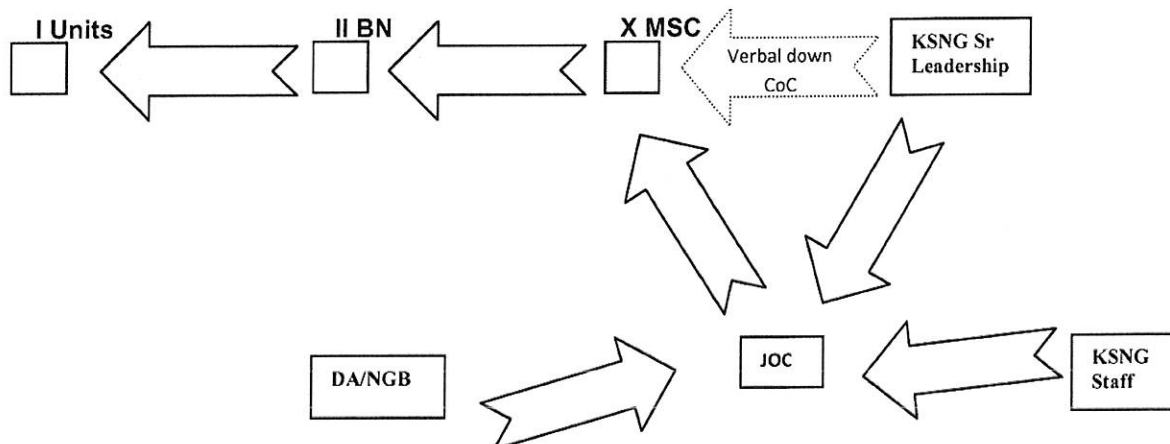 I Units
II BN
X MSC
Verbal down
CoC
KSNG Sr
Leadership
DA/NGB
JOC
KSNG
Staff